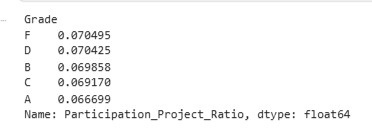 Grade
F    0.070495
D    0.070425
B    0.069858
C    0.069170
A    0.066699
Name: Participation_Project_Ratio, dtype: float64